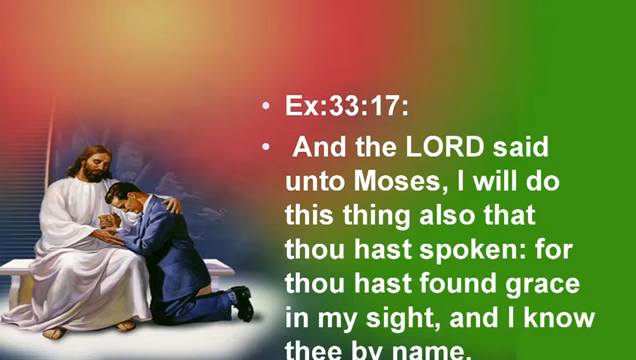 • Ex:33:17:
• And the LORD said
unto Moses, I will do
this thing also that
thou hast spoken: for
thou hast found grace
in my sight, and I know
thee by name.